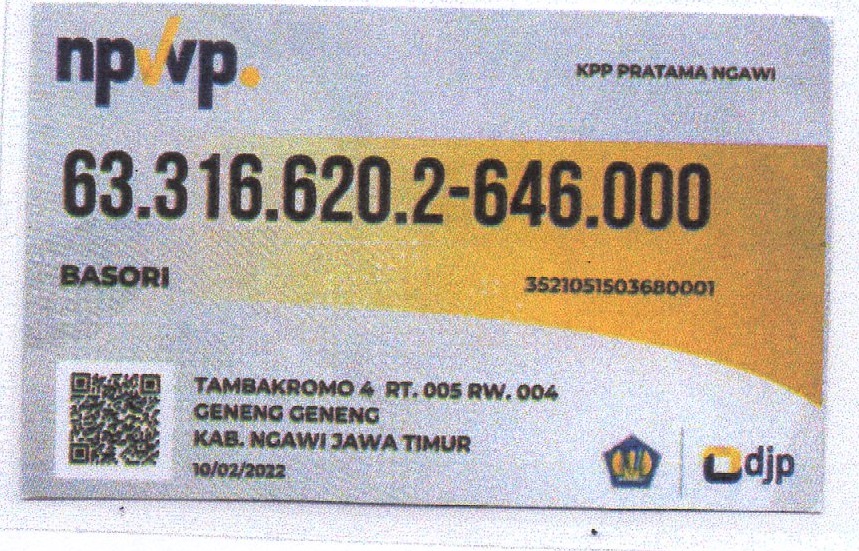 npwp.
KPP PRATAMA NGAWI
63.316.620.2-646.000
BASORI
3521051503680001
TAMBAKROMO 4 RT. 005 RW. 004
GENENG GENENG
KAB. NGAWI JAWA TIMUR
10/02/2022
djp